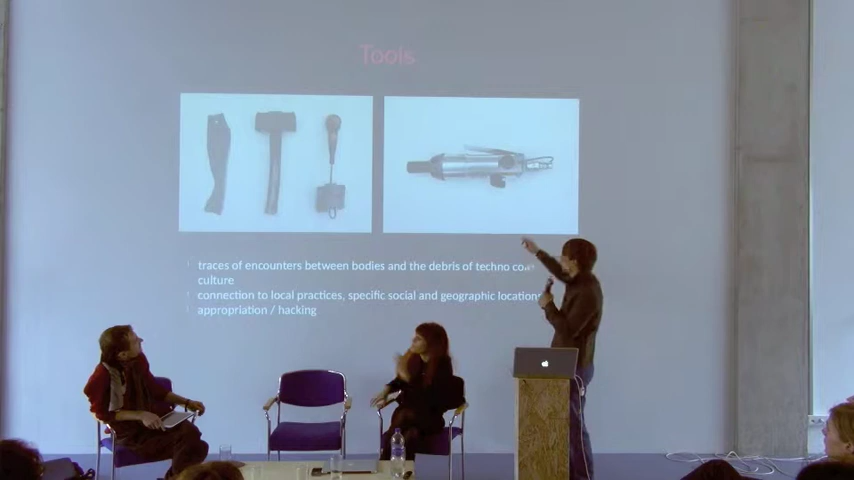 Tools
traces of encounters between bodies and the debris of techno
culture
connection to local practices, specific social and geographic locations
appropriation / hacking